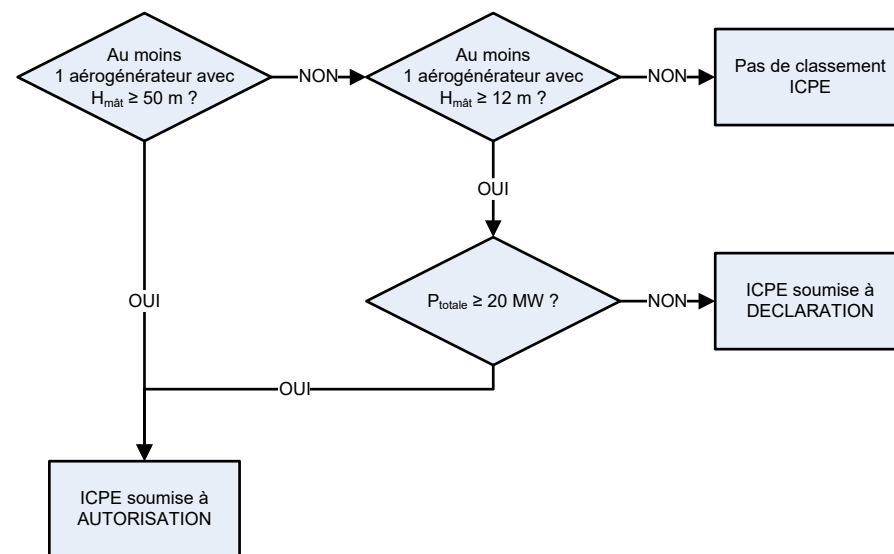 Au moins
1 aérogénérateur avec
Hmât ≥ 50 m ?
NON
Au moins
1 aérogénérateur avec
Hmât ≥ 12 m ?
NON
Pas de classement
ICPE
OUI
Ptotale ≥ 20 MW ?
NON
ICPE soumise à
DECLARATION
OUI
OUI
ICPE soumise à
AUTORISATION